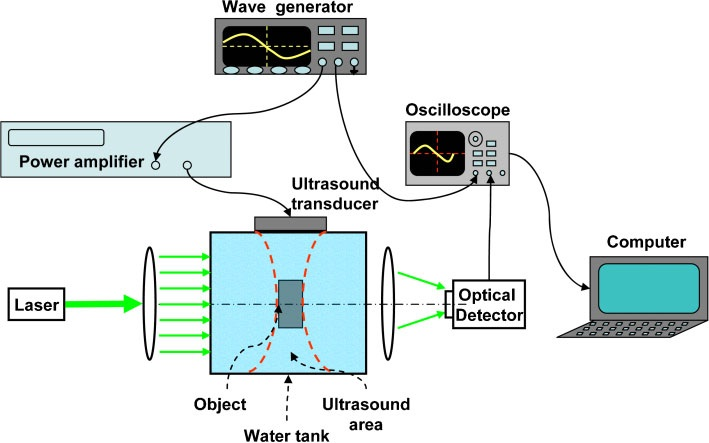 Wave generator
Oscilloscope
Power amplifier
Ultrasound
transducer
Computer
Laser
Optical
Detector
Object
Ultrasound
area
Water tank